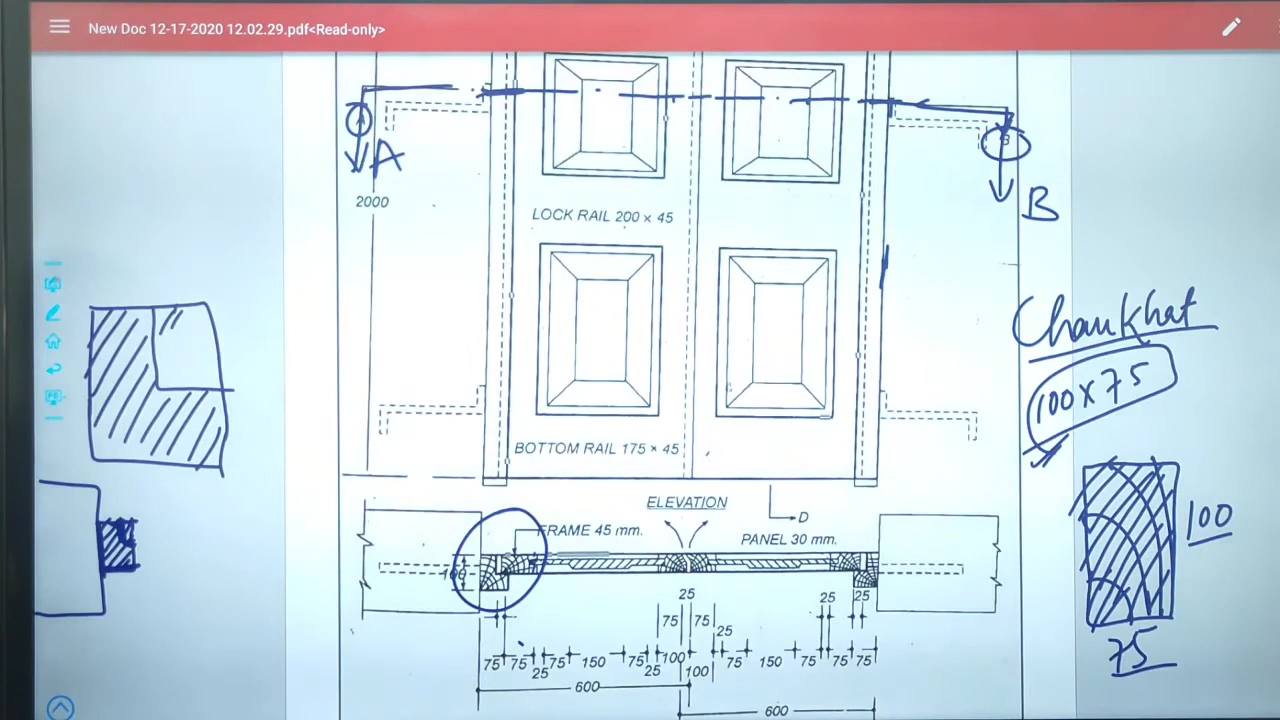 New Doc 12-17-2020 12.02.29.pdf<Read-only>
A
B
B
2000
LOCK RAIL 200 × 45
Chaukhat
100 × 75
BOTTOM RAIL 175 × 45
ELEVATION
D
FRAME 45 mm.
PANEL 30 mm.
100
75
25
25
25
75
75
25
75
75
25
75
150
75
25
100
100
75
150
75
75
75
600
600